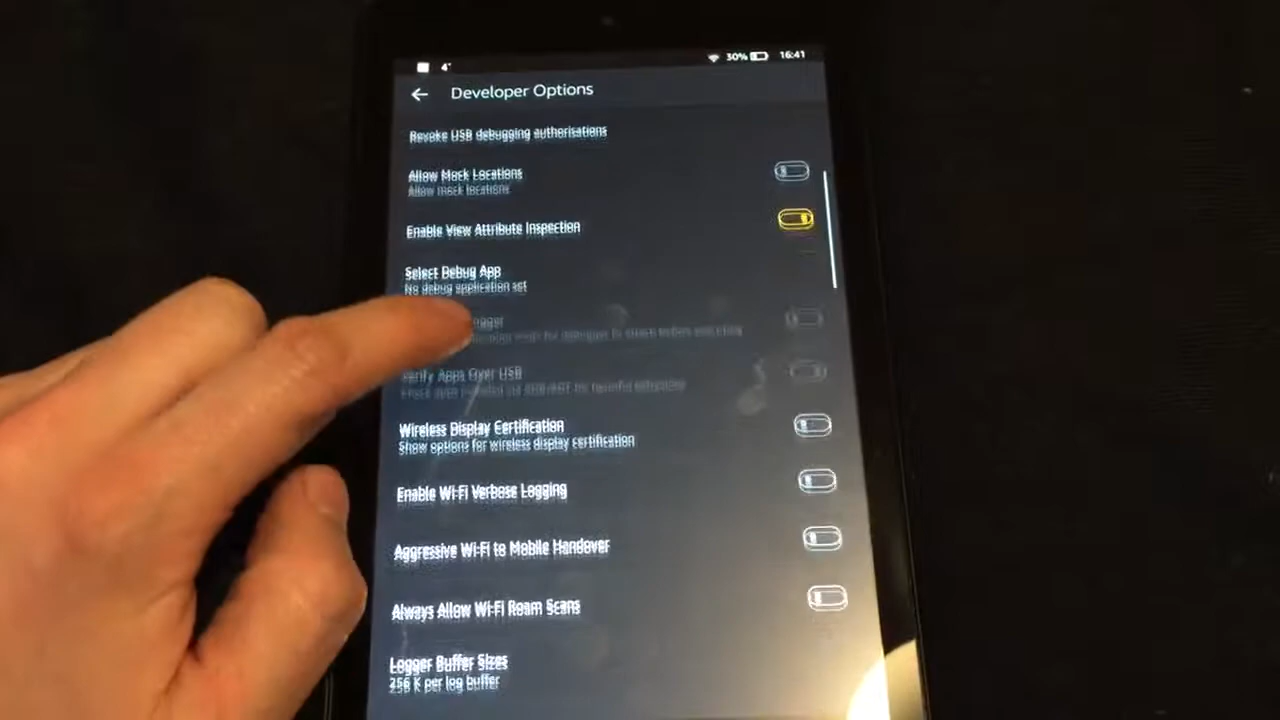 30% 16:41
Developer Options
Revoke USB debugging authorisations
Allow Mock Locations
Allow mock locations
Enable View Attribute Inspection
Select Debug App
No debug application set
Verify Apps Over USB
Wireless Display Certification
Show options for wireless display certification
Enable Wi-Fi Verbose Logging
Aggressive Wi-Fi to Mobile Handover
Always Allow Wi-Fi Roam Scans
Logger Buffer Sizes
256 K per log buffer